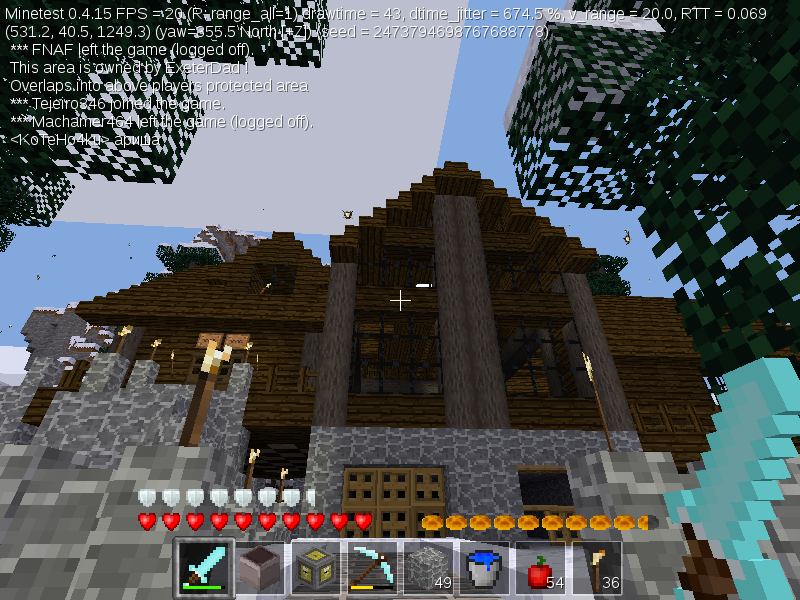 Minetest 0.4.15 FPS = 20 (R: range_all=1) drawtime = 43, dtime_jitter = 674.5 %, v_range = 20.0, RTT = 0.069
(531.2, 40.5, 1249.3) (yaw=355.5 North [+Z]) (seed = 2473794698767688778)
*** FNAF left the game (logged off).
This area is owned by ExeterDad !
Overlaps into above players protected area.
*** Tejeiro346 joined the game.
*** Machamer464 left the game (logged off).
<KoTeHo4ku> ариша
49
54
36